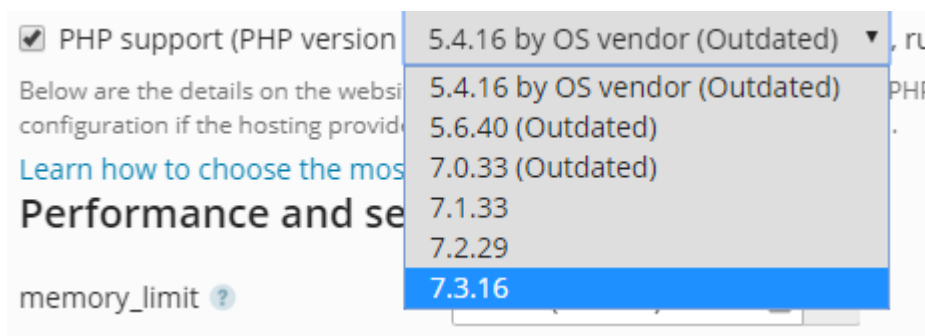 PHP support (PHP version 5.4.16 by OS vendor (Outdated) , ru
Below are the details on the websi
5.4.16 by OS vendor (Outdated)
PHP
configuration if the hosting provid
5.6.40 (Outdated)
.
Learn how to choose the mos
7.0.33 (Outdated)
Performance and se
7.1.33
7.2.29
memory_limit ?
7.3.16